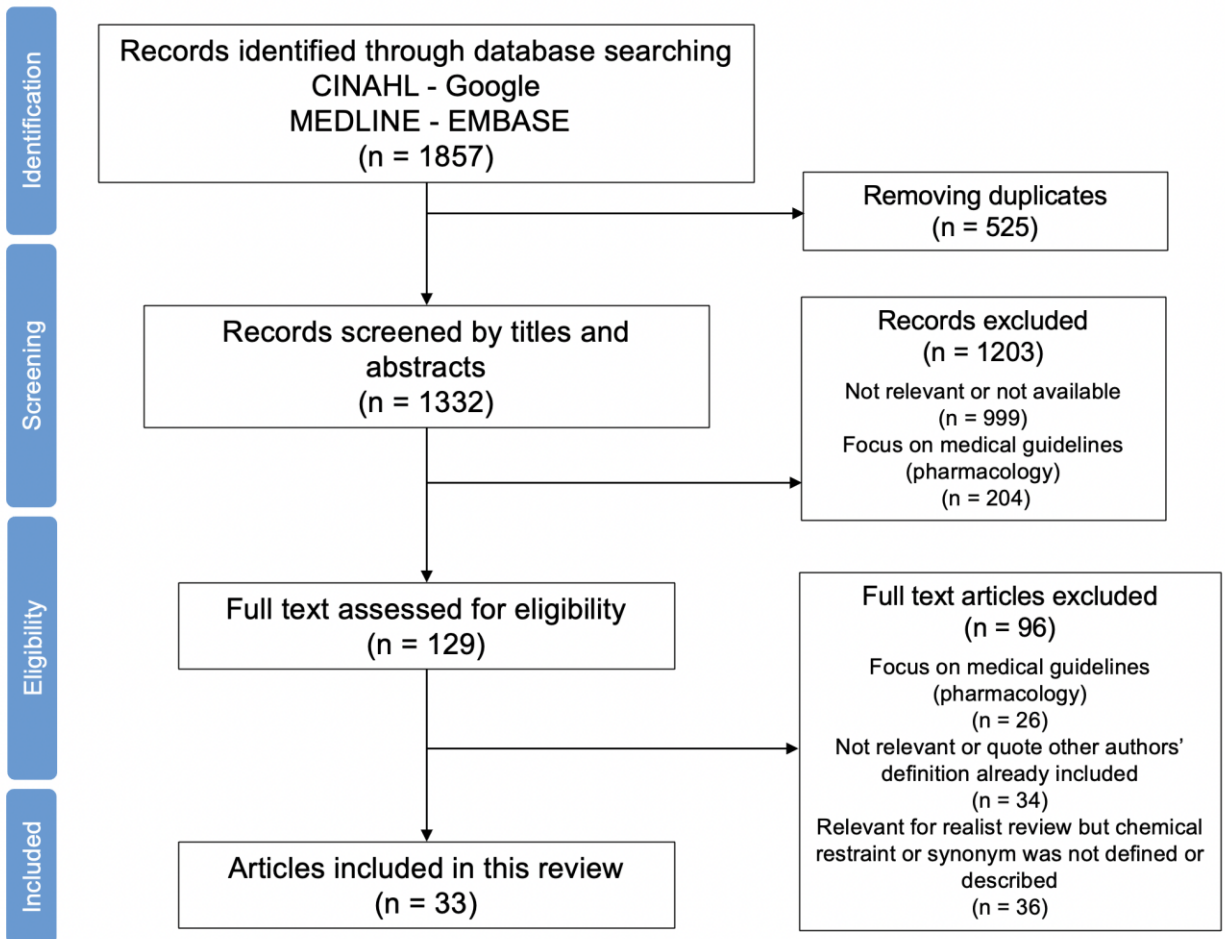 Identification
Records identified through database searching
CINAHL - Google
MEDLINE - EMBASE
(n = 1857)
Removing duplicates
(n = 525)
Screening
Records screened by titles and
abstracts
(n = 1332)
Records excluded
(n = 1203)
Not relevant or not available
(n = 999)
Focus on medical guidelines
(pharmacology)
(n = 204)
Eligibility
Full text assessed for eligibility
(n = 129)
Full text articles excluded
(n = 96)
Focus on medical guidelines
(pharmacology)
(n = 26)
Not relevant or quote other authors’
definition already included
(n = 34)
Relevant for realist review but chemical
restraint or synonym was not defined or
described
(n = 36)
Included
Articles included in this review
(n = 33)